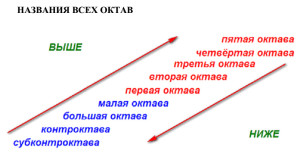 НАЗВАНИЯ ВСЕХ ОКТАВ
ВЫШЕ
пятая октава
четвёртая октава
третья октава
вторая октава
первая октава
малая октава
большая октава
контроктава
субконтроктава
НИЖЕ